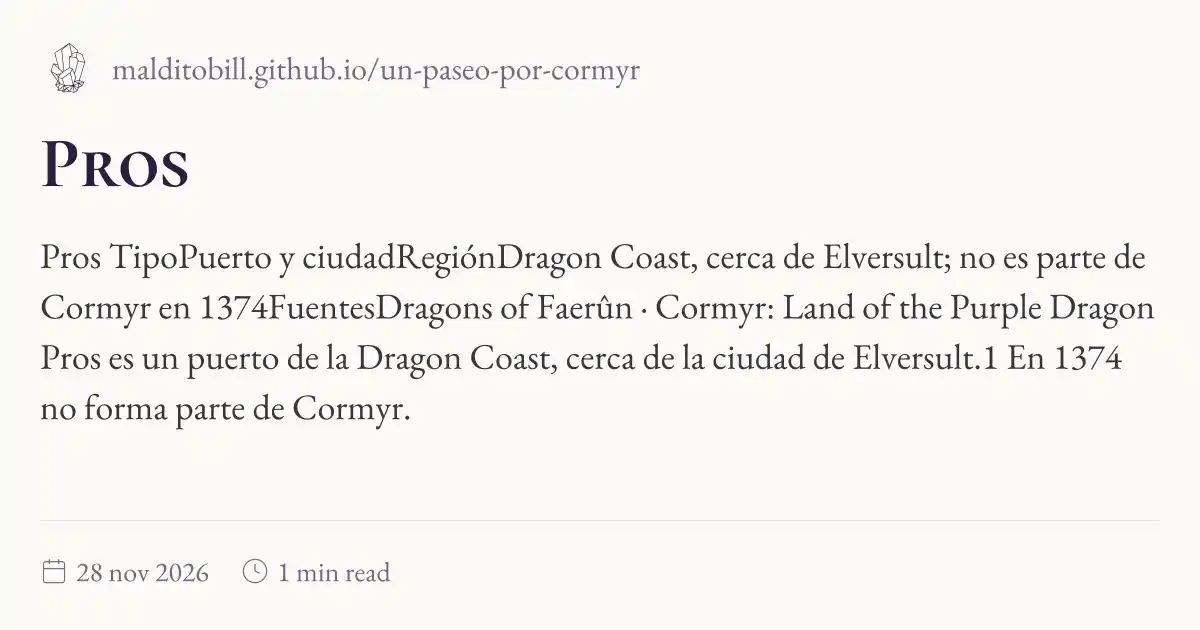 malditobill.github.io/un-paseo-por-cormyr
Pros
Pros TipoPuerto y ciudadRegiónDragon Coast, cerca de Elversult; no es parte de
Cormyr en 1374FuentesDragons of Faerûn · Cormyr: Land of the Purple Dragon
Pros es un puerto de la Dragon Coast, cerca de la ciudad de Elversult.1 En 1374
no forma parte de Cormyr.
28 nov 2026 1 min read